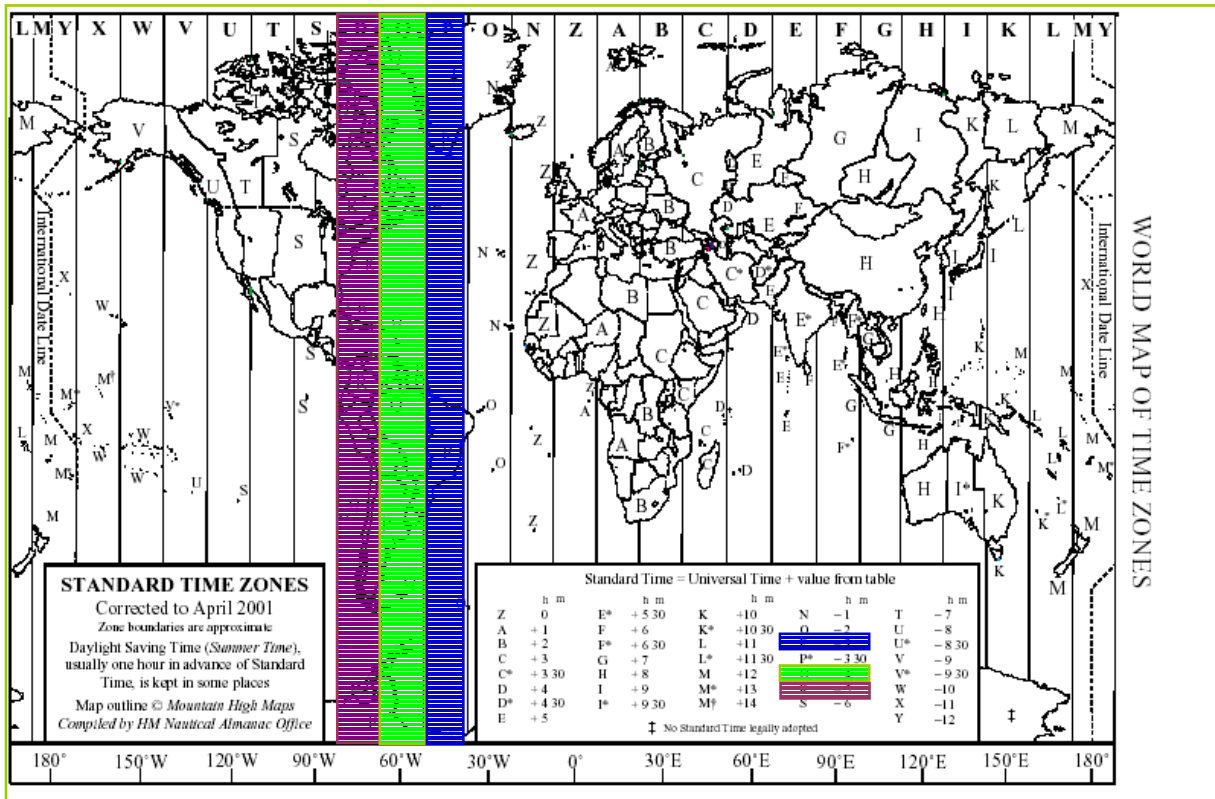 L M Y X W V U T S O N Z A B C D E F G H I K L M Y
WORLD MAP OF TIME ZONES
International Date Line
International Date Line
STANDARD TIME ZONES
Corrected to April 2001
Zone boundaries are approximate
Daylight Saving Time (Summer Time),
usually one hour in advance of Standard
Time, is kept in some places
Map outline © Mountain High Maps
Compiled by HM Nautical Almanac Office
Standard Time = Universal Time + value from table
h m h m h m h m h m
Z 0 E* + 5 30 K +10 N – 1 T – 7
A + 1 F + 6 K* +10 30 O – 2 U – 8
B + 2 F* + 6 30 L +11 U* – 8 30
C + 3 G + 7 L* +11 30 P* – 3 30 V – 9
C* + 3 30 H + 8 M +12 V* – 9 30
D + 4 I + 9 M* +13 W –10
D* + 4 30 I* + 9 30 M† +14 S – 6 X –11
E + 5 Y –12
‡ No Standard Time legally adopted
‡
180° 150°W 120°W 90°W 60°W 30°W 0° 30°E 60°E 90°E 120°E 150°E 180°